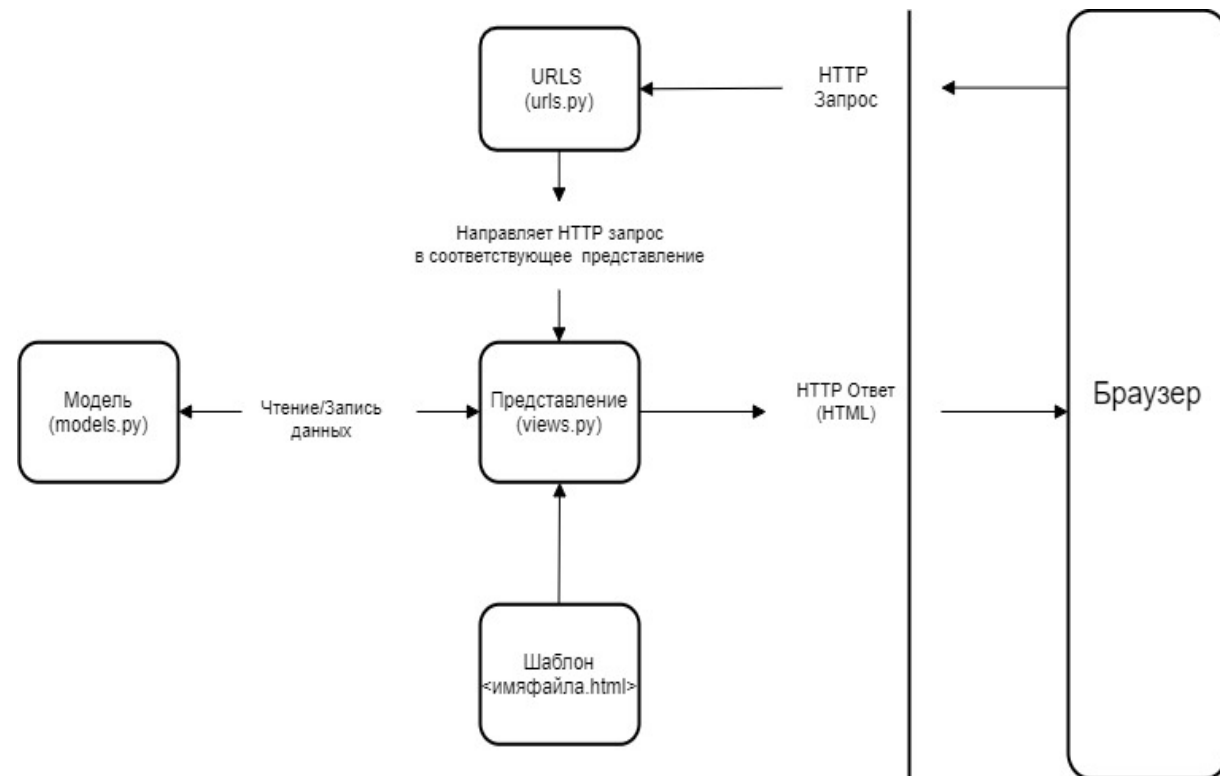 URLS
(urls.py)
HTTP
Запрос
Направляет HTTP запрос
в соответствующее представление
Модель
(models.py)
Чтение/Запись
данных
Представление
(views.py)
HTTP Ответ
(HTML)
Браузер
Шаблон
<имяфайла.html>